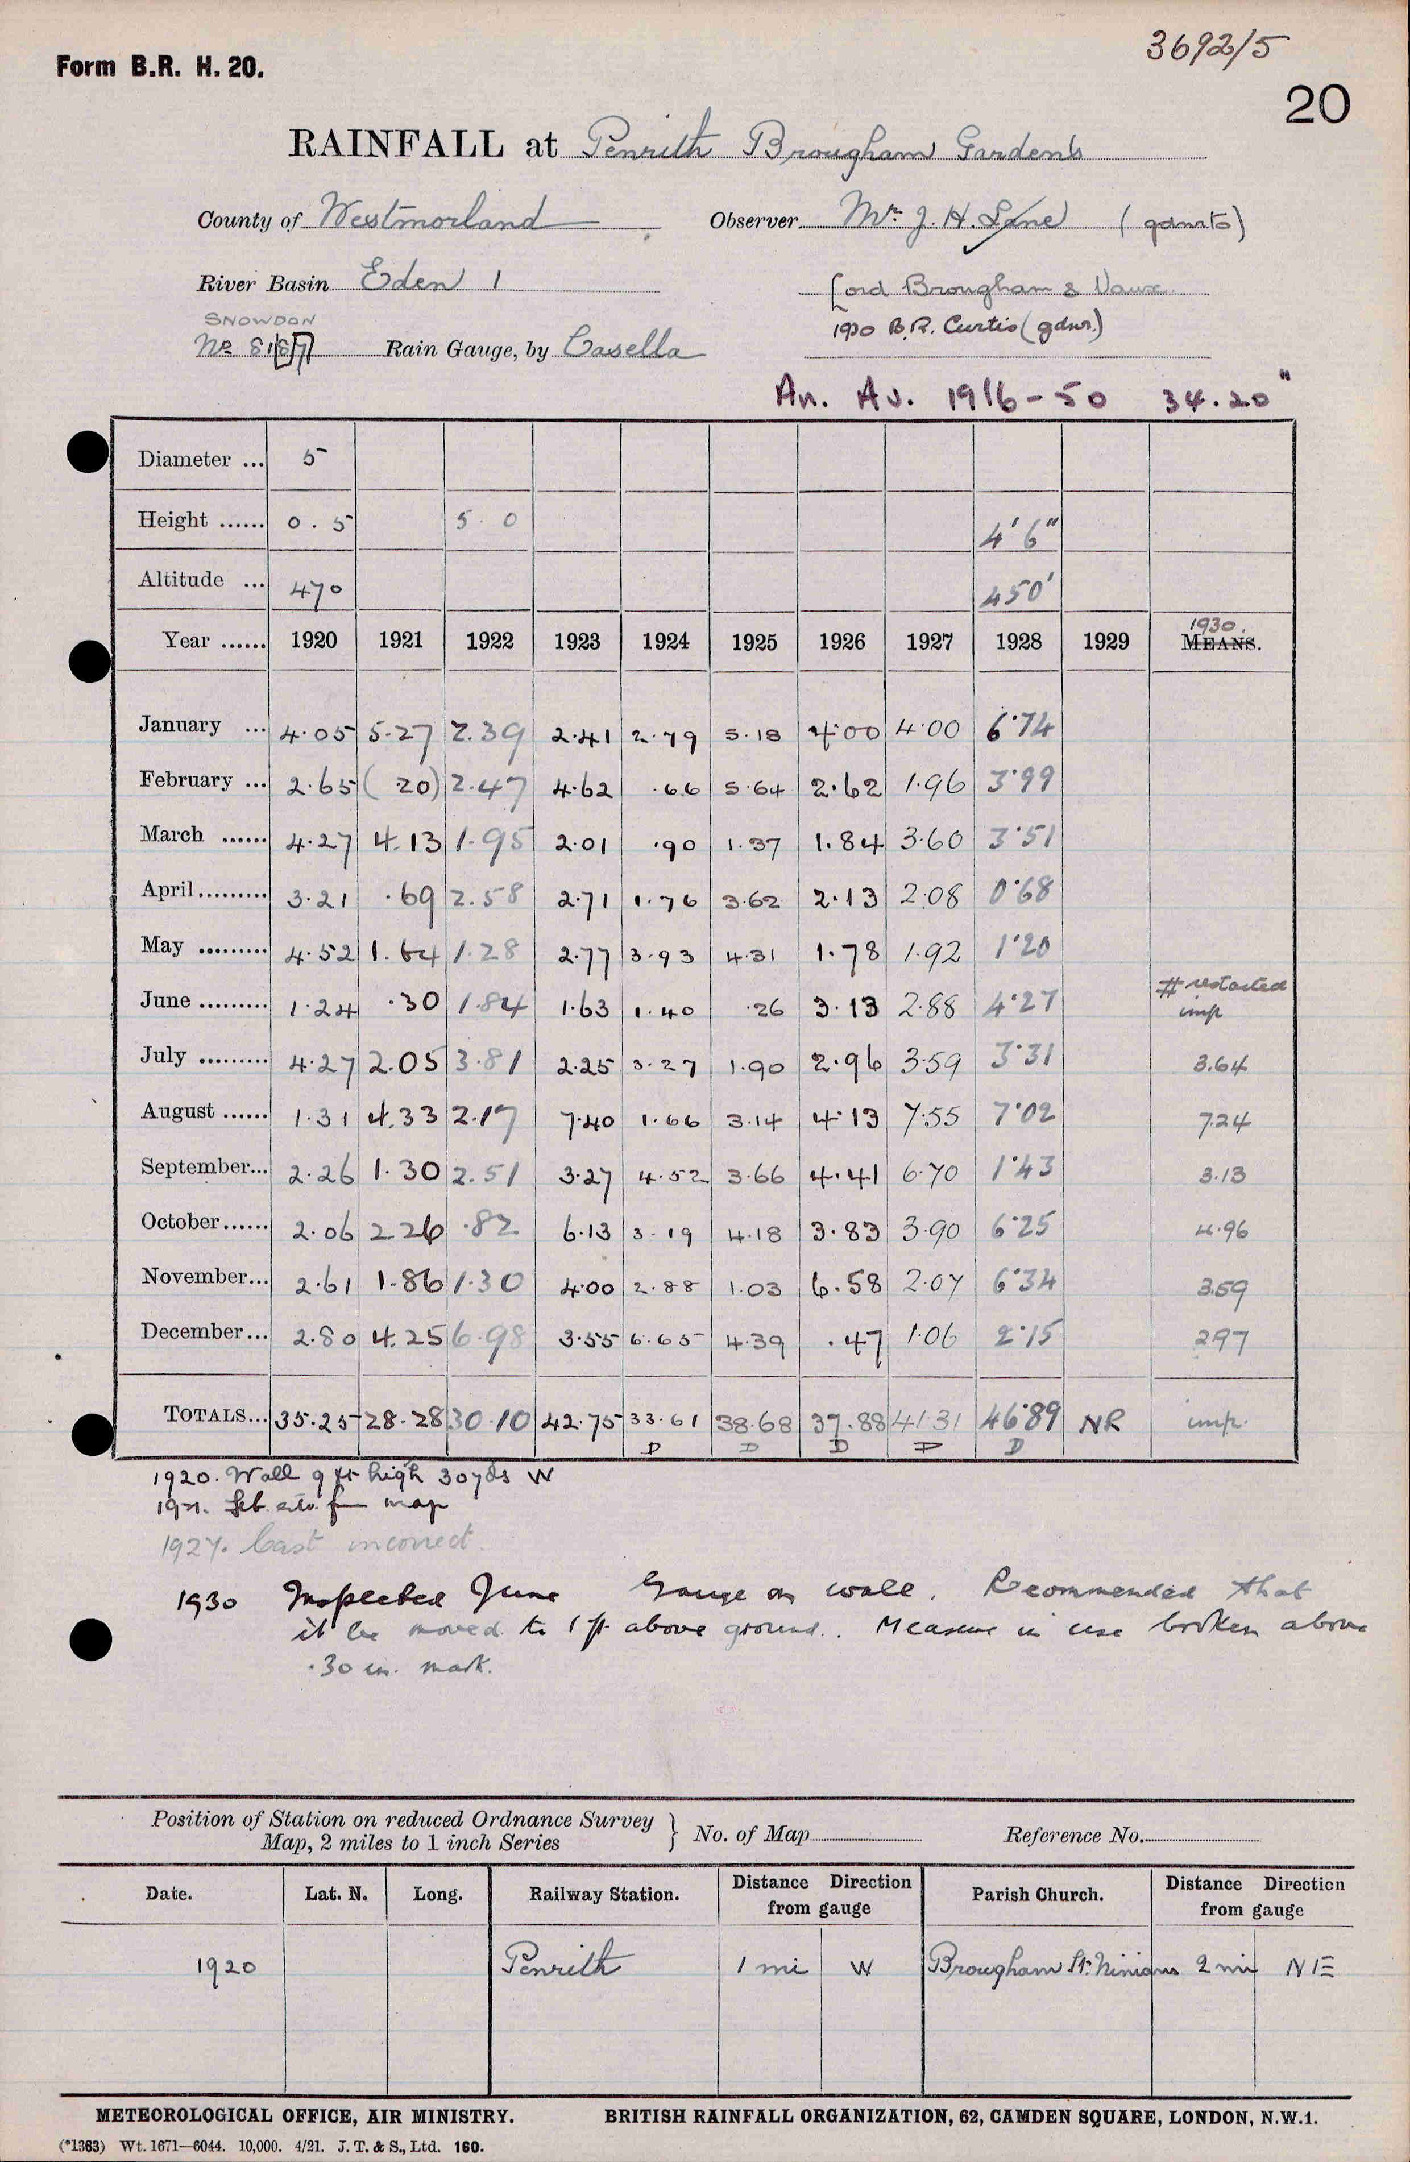 3692/5
Form B.R. H. 20.
20
RAINFALL at Penrith Brougham Gardens
County of Westmorland Observer Mr J. H. Lane (gdnr to)
River Basin Eden 1 Lord Brougham & Vaux
SNOWDON
No 8187 Rain Gauge, by Casella 1920 B.R. Curtis (gdnr.)
An. Av. 1916-50 34.20"
Diameter ... 5
Height ...... 0.5 5.0 4'6"
Altitude ... 470 450'
Year ...... 1920 1921 1922 1923 1924 1925 1926 1927 1928 1929 1930. MEANS.
January ... 4.05 5.27 2.39 2.41 2.79 5.18 4.00 4.00 6.74
February ... 2.65 (.20) 2.47 4.62 .66 5.64 2.62 1.96 3.99
March ...... 4.27 4.13 1.95 2.01 .90 1.37 1.84 3.60 3.51
April......... 3.21 .69 2.58 2.71 1.76 3.62 2.13 2.08 0.68
May ......... 4.52 1.64 1.28 2.77 3.93 4.31 1.78 1.92 1.20
June ......... 1.24 .30 1.84 1.63 1.40 .26 3.13 2.88 4.27 # restarted imp
July ......... 4.27 2.05 3.81 2.25 3.27 1.90 2.96 3.59 3.31 3.64
August ...... 1.31 4.33 2.17 7.40 1.66 3.14 4.13 7.55 7.02 7.24
September... 2.26 1.30 2.51 3.27 4.52 3.66 4.41 6.70 1.43 3.13
October...... 2.06 2.26 .82 6.13 3.19 4.18 3.83 3.90 6.25 4.96
November... 2.61 1.86 1.30 4.00 2.88 1.03 6.58 2.07 6.34 3.59
December... 2.80 4.25 6.98 3.55 6.65 4.39 .47 1.06 2.15 2.97
TOTALS... 35.25 28.28 30.10 42.75 33.61 38.68 37.88 41.31 46.89 NR imp.
D D D D D
1920. Wall 9 ft high 30 yds W
1921. Feb. esti. fm map
1927. Cast incorrect.
1930 Inspected June Gauge on wall. Recommended that
it be moved to 1 ft above ground. Measure in use broken above
.30 in. mark.
Position of Station on reduced Ordnance Survey
Map, 2 miles to 1 inch Series } No. of Map Reference No.
Date. Lat. N. Long. Railway Station. Distance Direction from gauge Parish Church. Distance Direction from gauge
1920 Penrith 1 mi W Brougham St. Ninians 2 mi NE
METEOROLOGICAL OFFICE, AIR MINISTRY. BRITISH RAINFALL ORGANIZATION, 62, CAMDEN SQUARE, LONDON, N.W.1.
(*1383) Wt. 1671—6044. 10,000. 4/21. J. T. & S., Ltd. 160.